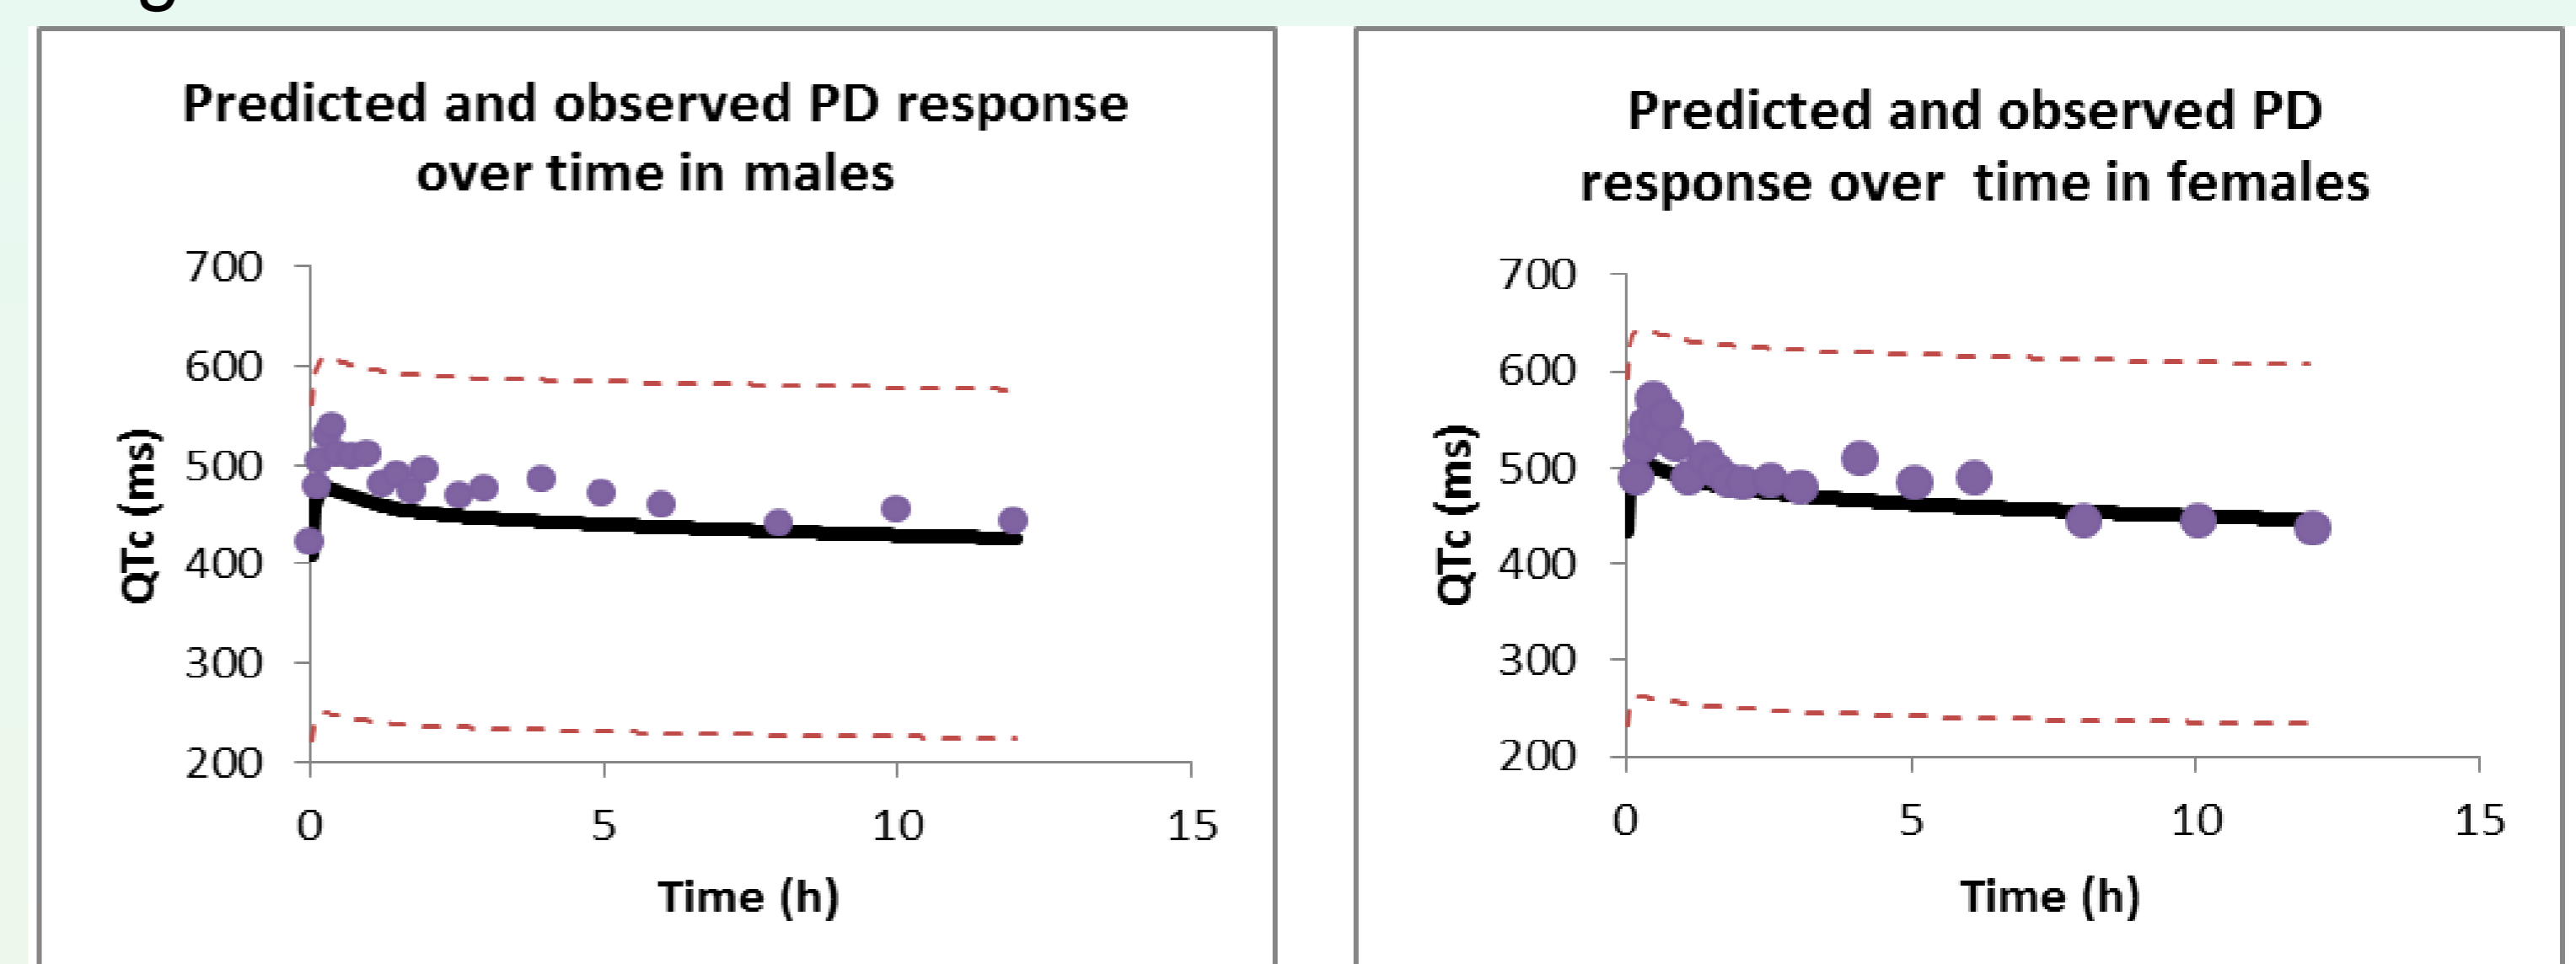 Predicted and observed PD response
over time in males
700
600
500
400
300
200
QTc (ms)
0 5 10 15
Time (h)
Predicted and observed PD
response over time in females
700
600
500
400
300
200
QTc (ms)
0 5 10 15
Time (h)